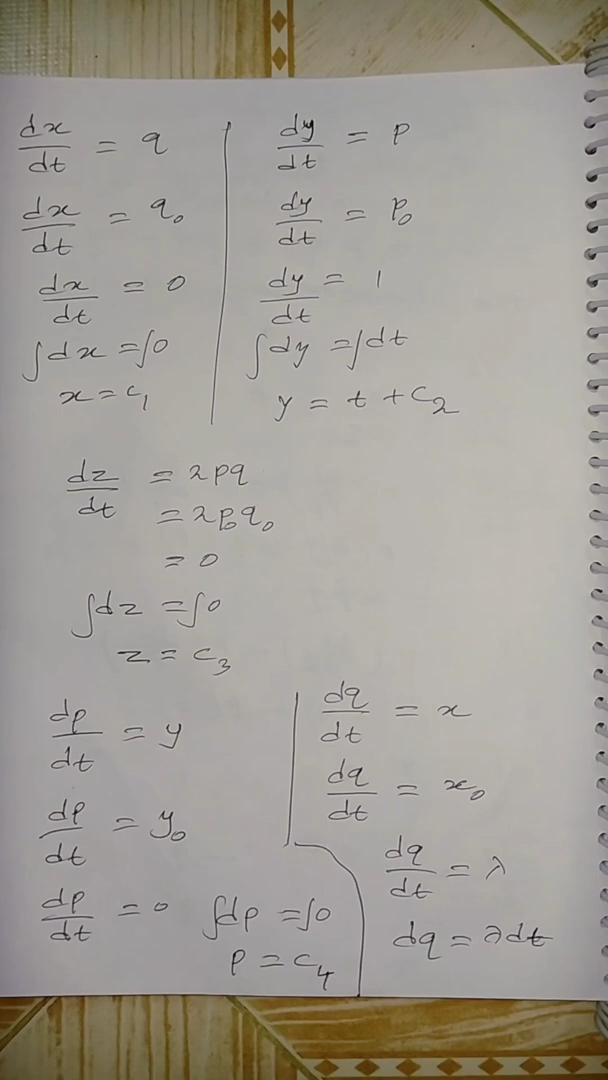 dx/dt = q
dx/dt = q₀
dx/dt = 0
∫dx = ∫0
x = c₁
dy/dt = p
dy/dt = p₀
dy/dt = 1
∫dy = ∫dt
y = t + c₂
dz/dt = 2pq
= 2p₀q₀
= 0
∫dz = ∫0
z = c₃
dp/dt = y
dp/dt = y₀
dp/dt = 0 ∫dp = ∫0
p = c₄
dq/dt = x
dq/dt = x₀
dq/dt = λ
dq = λdt